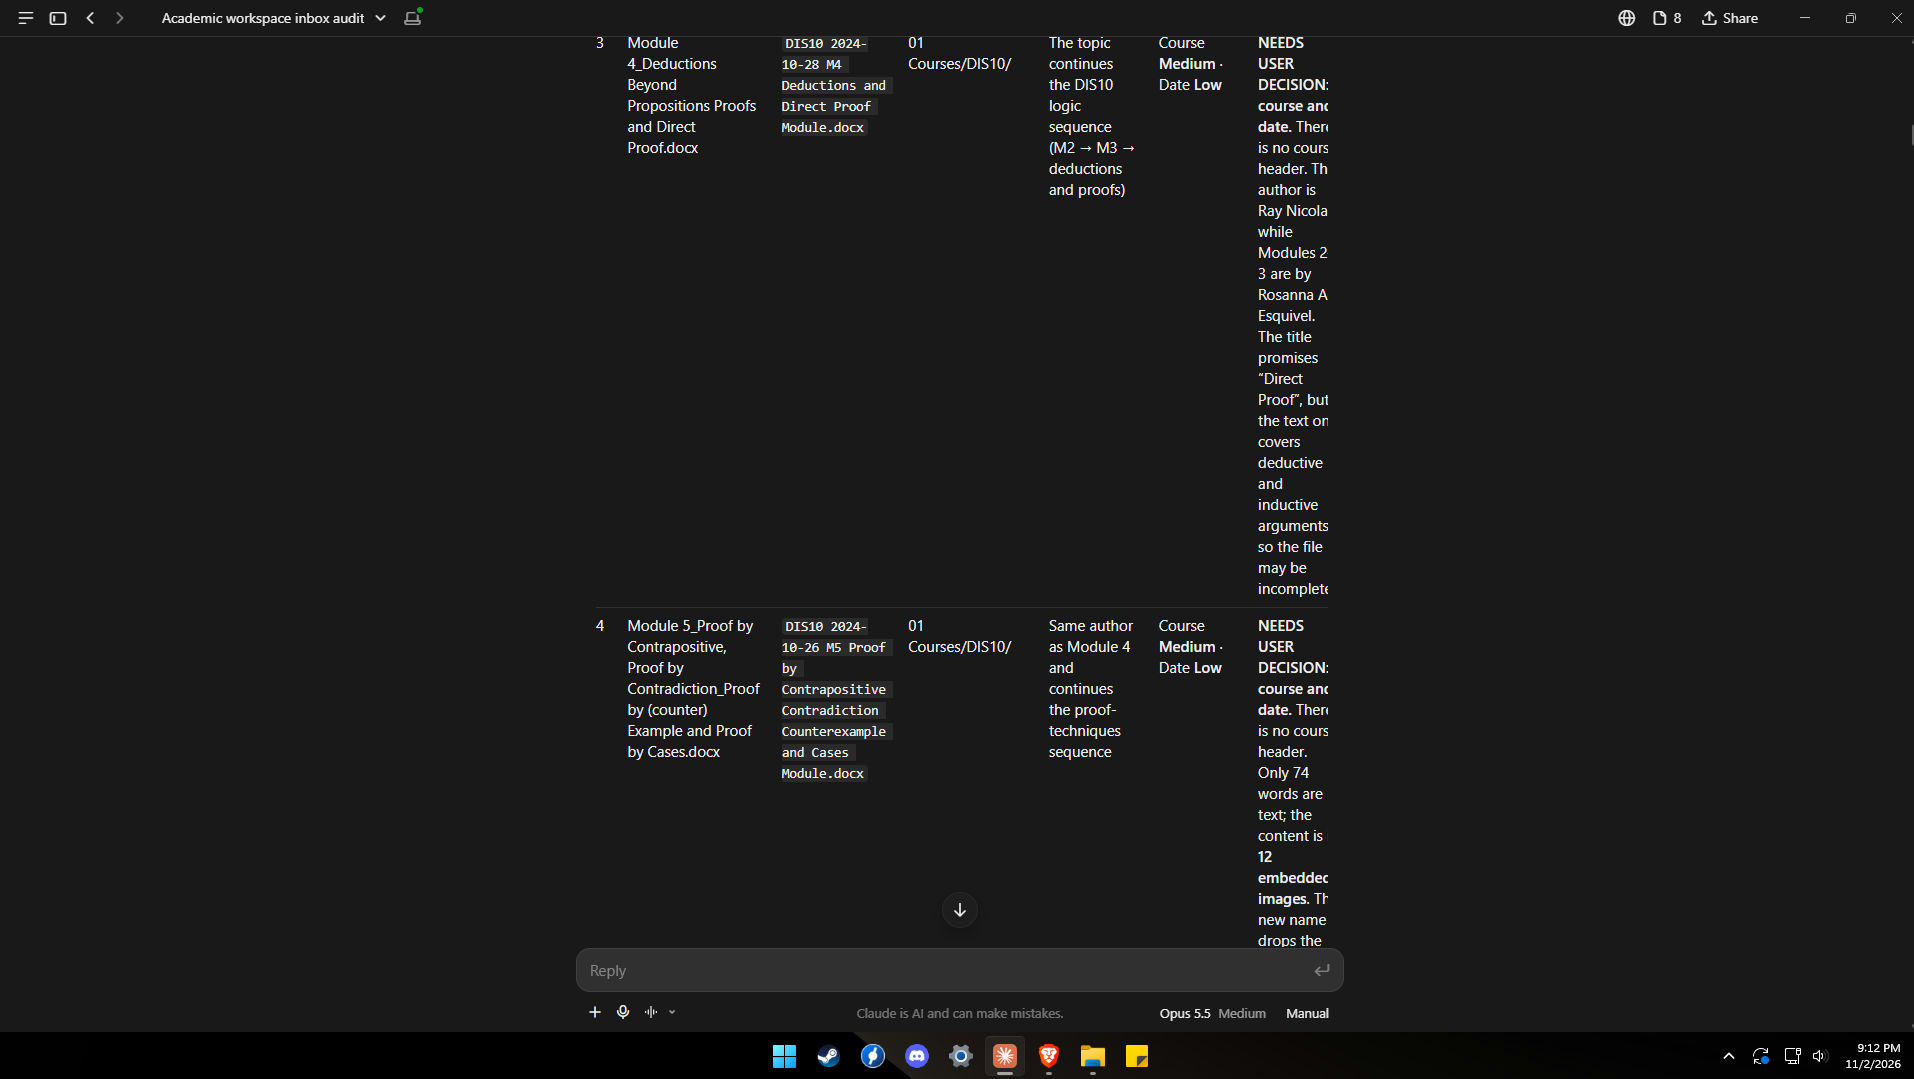 Academic workspace inbox audit
8
Share
3
Module
4_Deductions
Beyond
Propositions Proofs
and Direct
Proof.docx
DIS10 2024-
10-28 M4
Deductions and
Direct Proof
Module.docx
01
Courses/DIS10/
The topic
continues
the DIS10
logic
sequence
(M2 → M3 →
deductions
and proofs)
Course
Medium ·
Date Low
NEEDS
USER
DECISION:
course and
date. There
is no cours
header. Th
author is
Ray Nicola
while
Modules 2
3 are by
Rosanna A
Esquivel.
The title
promises
“Direct
Proof”, but
the text on
covers
deductive
and
inductive
arguments
so the file
may be
incomplete
4
Module 5_Proof by
Contrapositive,
Proof by
Contradiction_Proof
by (counter)
Example and Proof
by Cases.docx
DIS10 2024-
10-26 M5 Proof
by
Contrapositive
Contradiction
Counterexample
and Cases
Module.docx
01
Courses/DIS10/
Same author
as Module 4
and
continues
the proof-
techniques
sequence
Course
Medium ·
Date Low
NEEDS
USER
DECISION:
course and
date. There
is no cours
header.
Only 74
words are
text; the
content is
12
embedded
images. Th
new name
drops the
Reply
Claude is AI and can make mistakes.
Opus 5.5 Medium
Manual
9:12 PM
11/2/2026